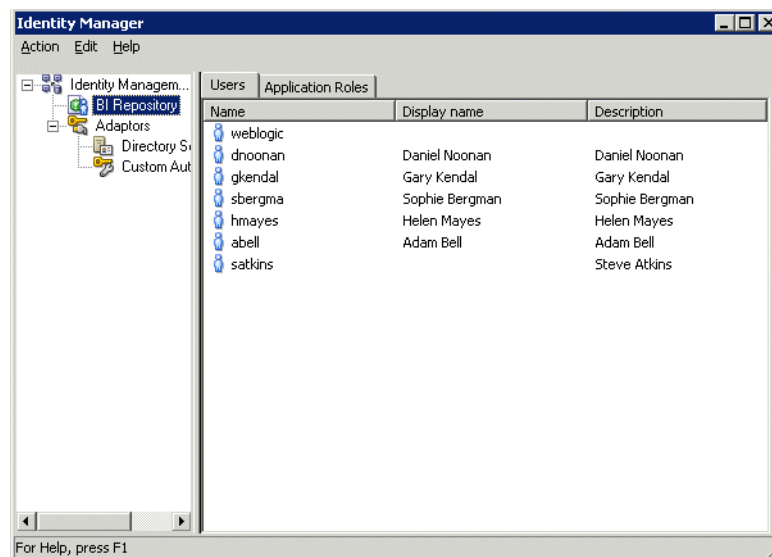 Identity Manager
Action Edit Help
Identity Managem...
BI Repository
Adaptors
Directory S
Custom Aut
Users Application Roles
Name Display name Description
weblogic
dnoonan Daniel Noonan Daniel Noonan
gkendal Gary Kendal Gary Kendal
sbergma Sophie Bergman Sophie Bergman
hmayes Helen Mayes Helen Mayes
abell Adam Bell Adam Bell
satkins Steve Atkins
For Help, press F1